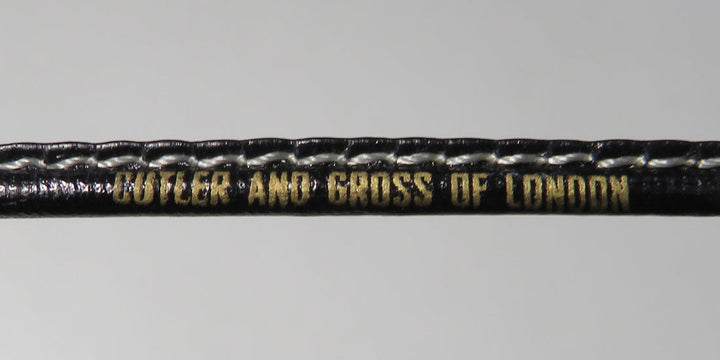 CUTLER AND GROSS OF LONDON